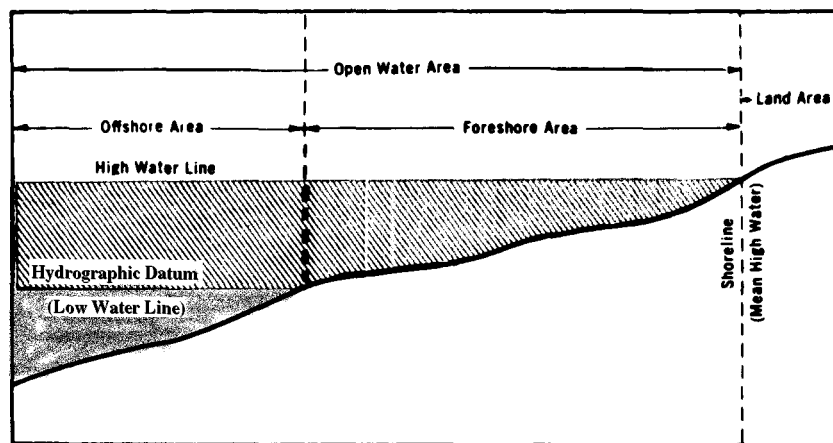 Open Water Area
Land Area
Offshore Area
Foreshore Area
High Water Line
Hydrographic Datum
(Low Water Line)
Shoreline
(Mean High Water)